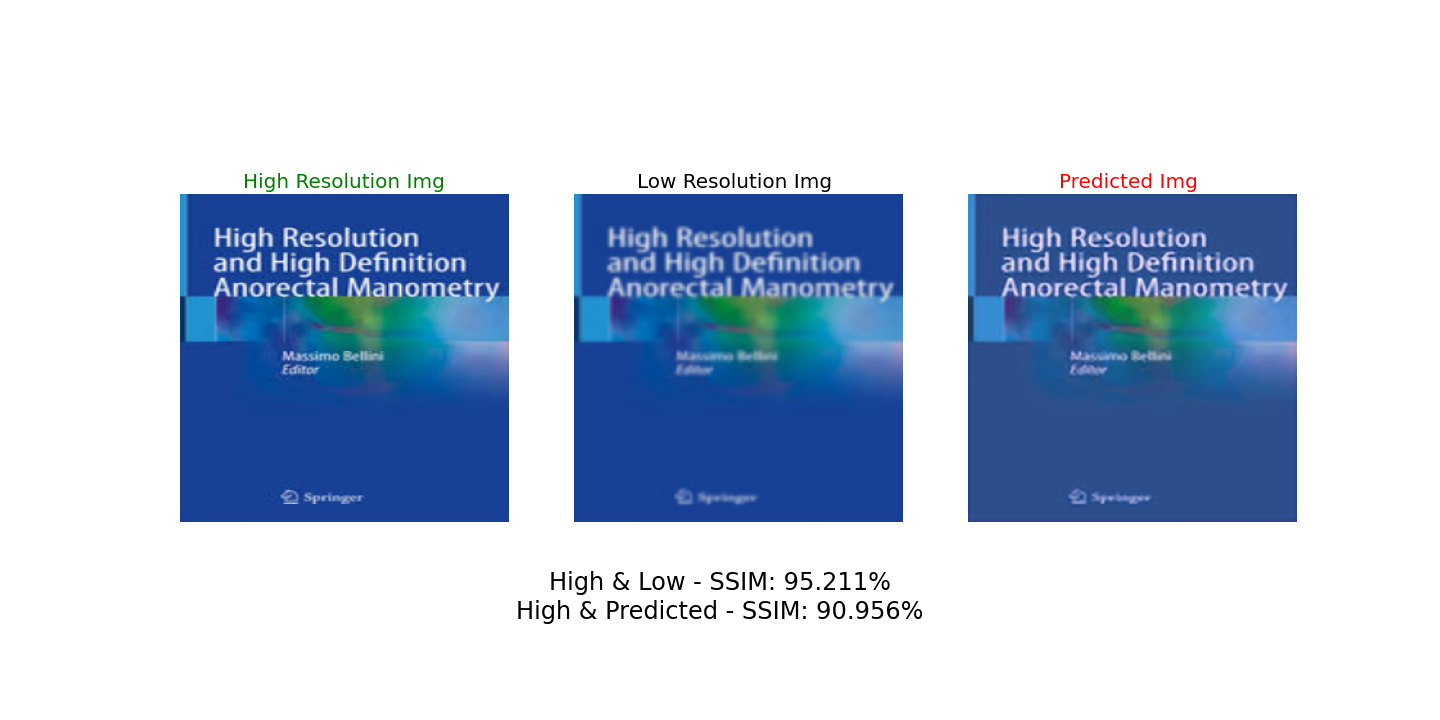 High Resolution Img
High Resolution
and High Definition
Anorectal Manometry
Massimo Bellini
Editor
Springer
Low Resolution Img
High Resolution
and High Definition
Anorectal Manometry
Massimo Bellini
Editor
Springer
Predicted Img
High Resolution
and High Definition
Anorectal Manometry
Massimo Bellini
Editor
Springer
High & Low - SSIM: 95.211%
High & Predicted - SSIM: 90.956%